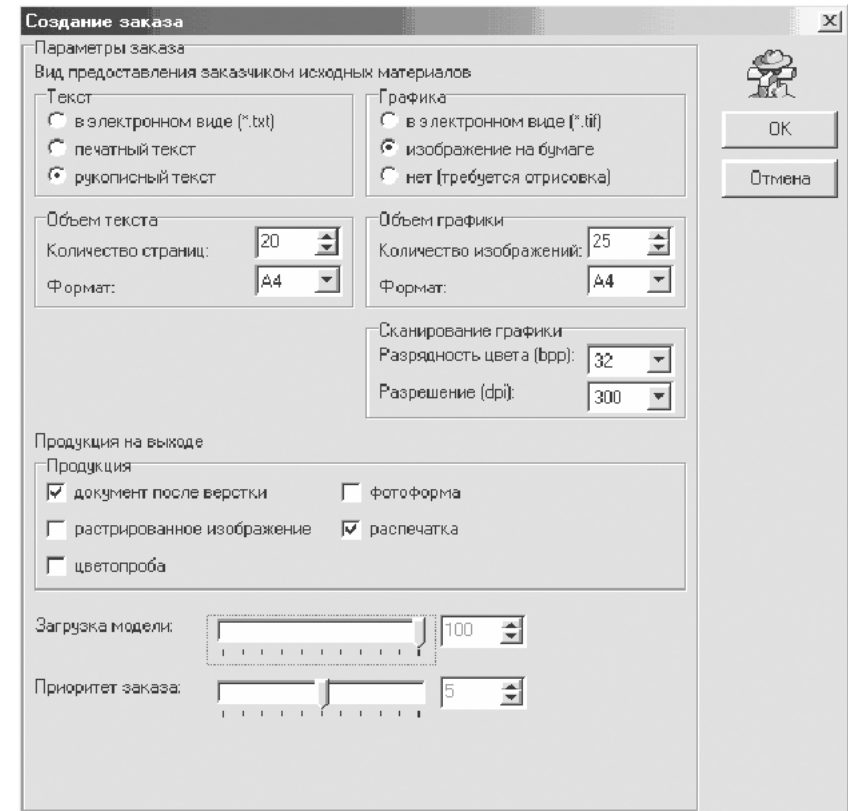 Создание заказа
Параметры заказа
Вид предоставления заказчиком исходных материалов
Текст
в электронном виде (*.txt)
печатный текст
рукописный текст
Графика
в электронном виде (*.tif)
изображение на бумаге
нет (требуется отрисовка)
OK
Отмена
Объем текста
Количество страниц: 20
Формат: A4
Объем графики
Количество изображений: 25
Формат: A4
Сканирование графики
Разрядность цвета (bpp): 32
Разрешение (dpi): 300
Продукция на выходе
Продукция
документ после верстки
фотоформа
растрированное изображение
распечатка
цветопроба
Загрузка модели: 100
Приоритет заказа: 5